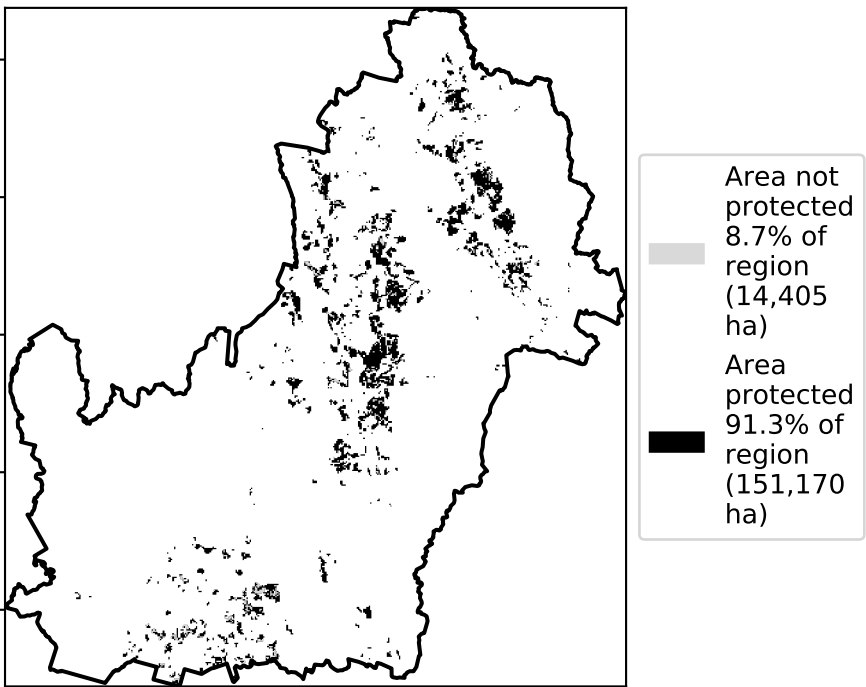 Area not
protected
8.7% of
region
(14,405
ha)
Area
protected
91.3% of
region
(151,170
ha)